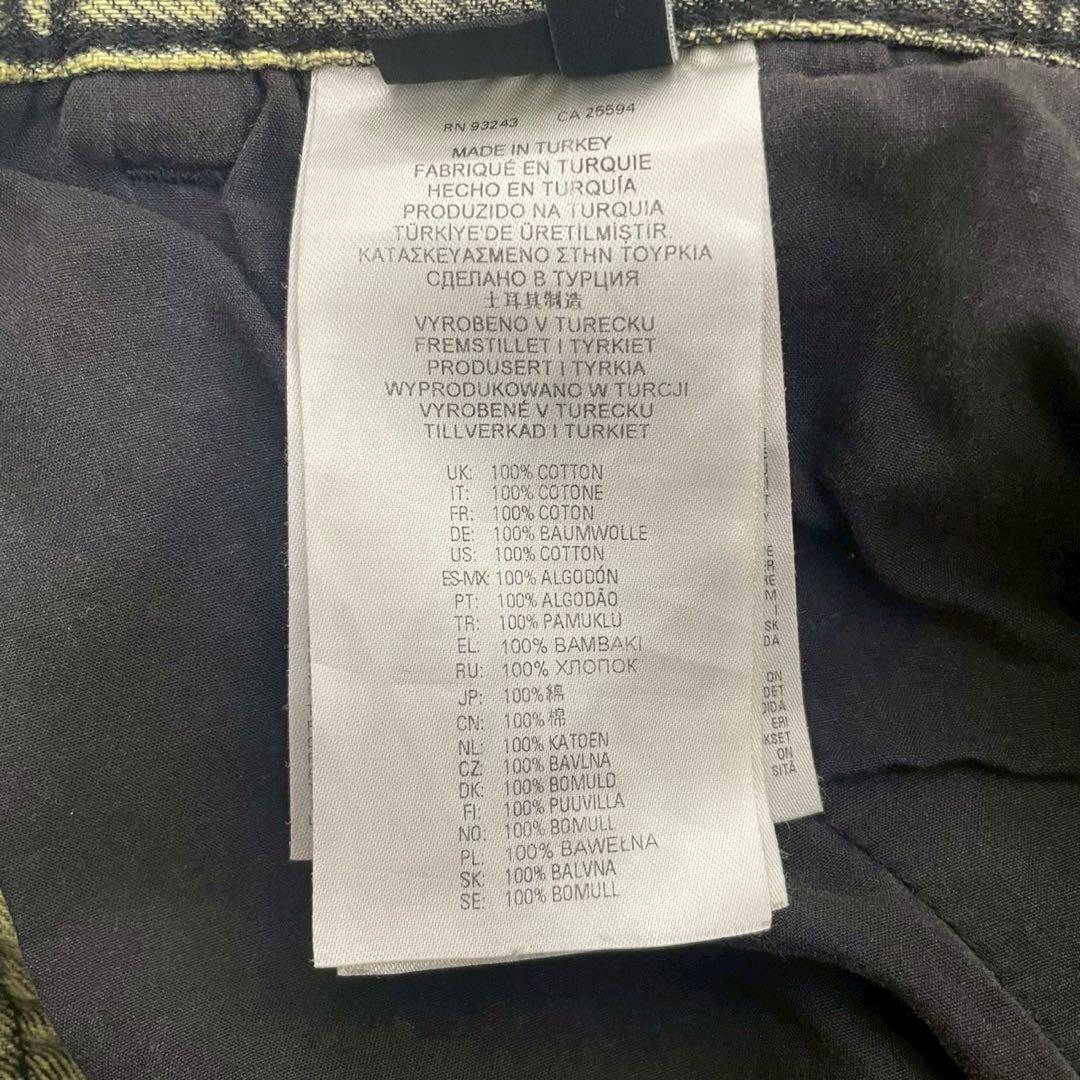 RN 93243 CA 25594
MADE IN TURKEY
FABRIQUÉ EN TURQUIE
HECHO EN TURQUÍA
PRODUZIDO NA TURQUIA
TÜRKIYE'DE ÜRETILMİŞTIR.
ΚΑΤΑΣΚΕΥΑΣΜΕΝΟ ΣΤΗΝ ΤΟΥΡΚΙΑ
СДЕЛАНО В ТУРЦИЯ
土耳其制造
VYROBENO V TURECKU
FREMSTILLET I TYRKIET
PRODUSERT I TYRKIA
WYPRODUKOWANO W TURCJI
VYROBENÉ V TURECKU
TILLVERKAD I TURKIET
UK: 100% COTTON
IT: 100% COTONE
FR: 100% COTON
DE: 100% BAUMWOLLE
US: 100% COTTON
ES-MX: 100% ALGODÓN
PT: 100% ALGODÃO
TR: 100% PAMUKLU
EL: 100% BAMBAKI
RU: 100% ХЛОПОК
JP: 100% 綿
CN: 100% 棉
NL: 100% KATOEN
CZ: 100% BAVLNA
DK: 100% BOMULD
FI: 100% PUUVILLA
NO: 100% BOMULL
PL: 100% BAWEŁNA
SK: 100% BALVNA
SE: 100% BOMULL